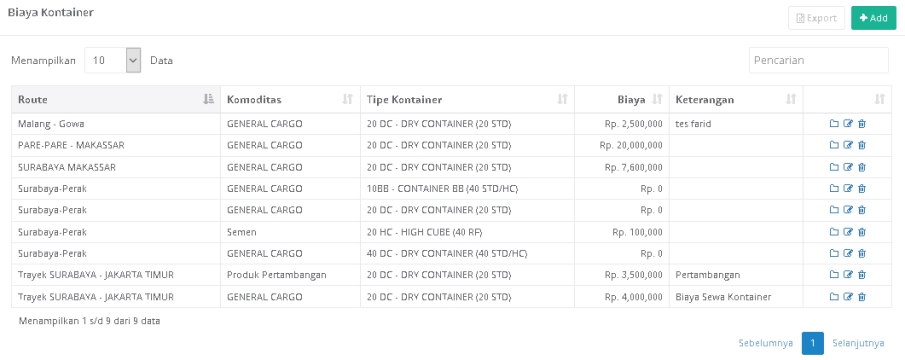 Biaya Kontainer
Export
Add
Menampilkan 10 Data
Pencarian
Route Komoditas Tipe Kontainer Biaya Keterangan
Malang - Gowa GENERAL CARGO 20 DC - DRY CONTAINER (20 STD) Rp. 2,500,000 tes farid
PARE-PARE - MAKASSAR GENERAL CARGO 20 DC - DRY CONTAINER (20 STD) Rp. 20,000,000
SURABAYA MAKASSAR GENERAL CARGO 20 DC - DRY CONTAINER (20 STD) Rp. 7,600,000
Surabaya-Perak GENERAL CARGO 10BB - CONTAINER BB (40 STD/HC) Rp. 0
Surabaya-Perak GENERAL CARGO 20 DC - DRY CONTAINER (20 STD) Rp. 0
Surabaya-Perak Semen 20 HC - HIGH CUBE (40 RF) Rp. 100,000
Surabaya-Perak GENERAL CARGO 40 DC - DRY CONTAINER (40 STD/HC) Rp. 0
Trayek SURABAYA - JAKARTA TIMUR Produk Pertambangan 20 DC - DRY CONTAINER (20 STD) Rp. 3,500,000 Pertambangan
Trayek SURABAYA - JAKARTA TIMUR GENERAL CARGO 20 DC - DRY CONTAINER (20 STD) Rp. 4,000,000 Biaya Sewa Kontainer
Menampilkan 1 s/d 9 dari 9 data
Sebelumnya 1 Selanjutnya